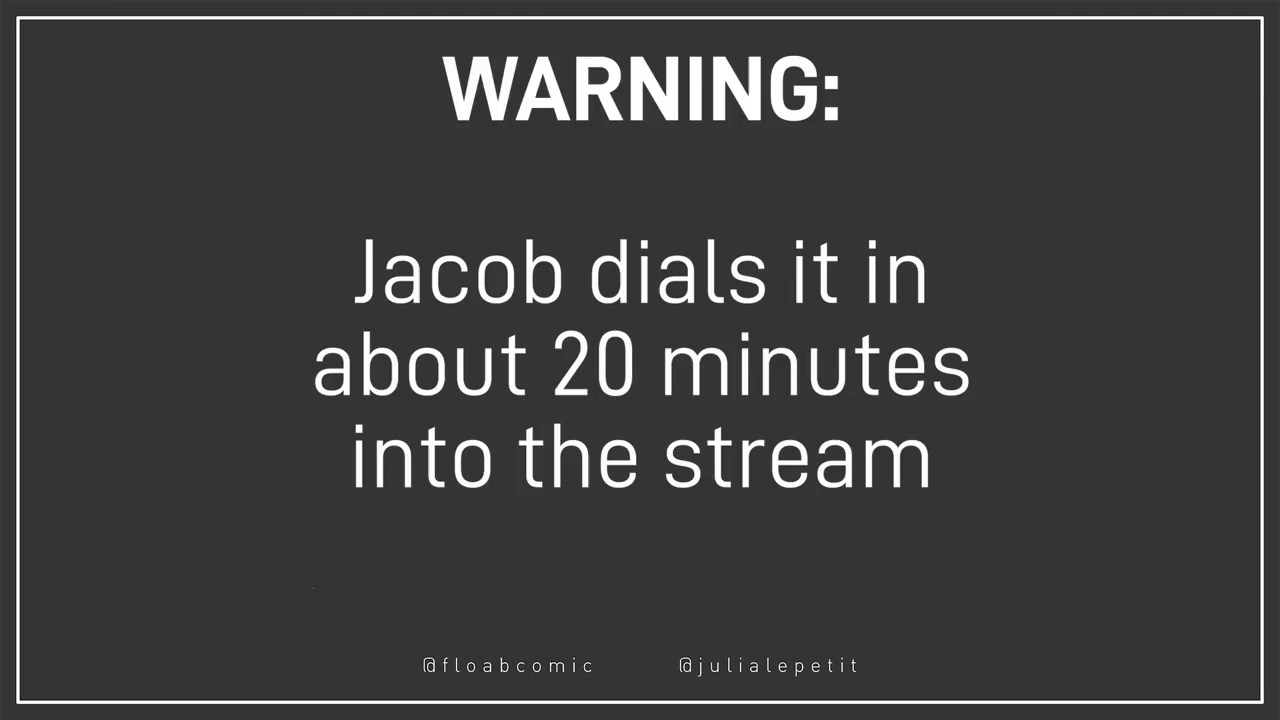 WARNING:
Jacob dials it in
about 20 minutes
into the stream
@floabcomic @julialepetit